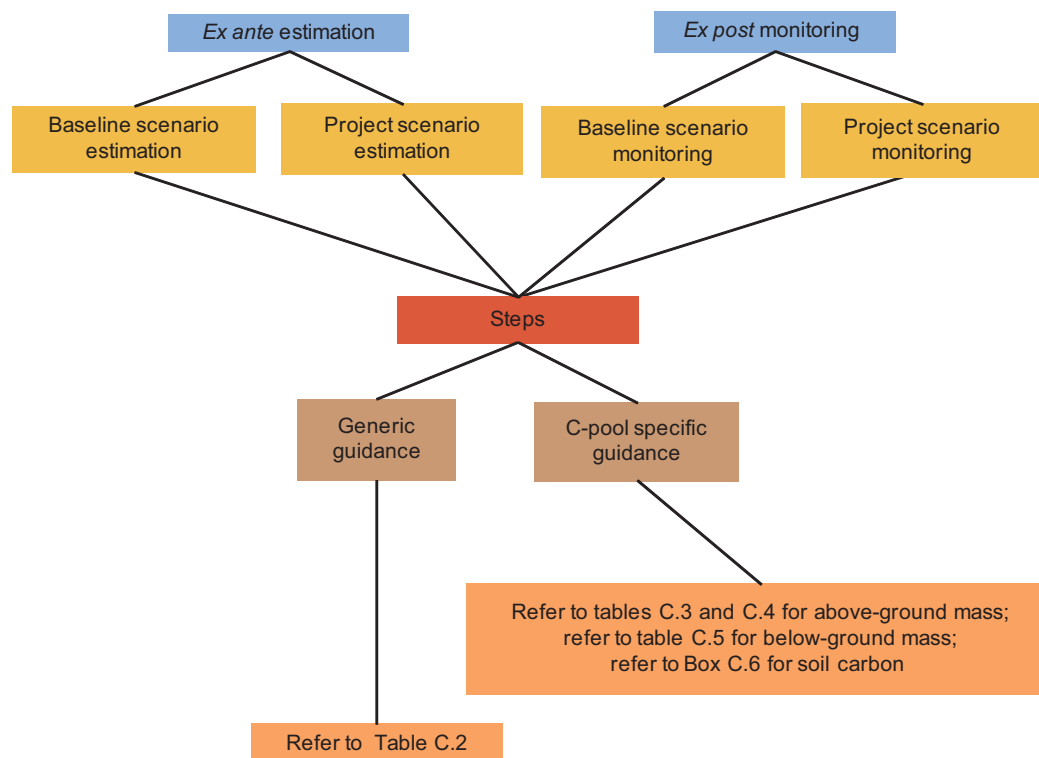 Ex ante estimation
Ex post monitoring
Baseline scenario
estimation
Project scenario
estimation
Baseline scenario
monitoring
Project scenario
monitoring
Steps
Generic
guidance
C-pool specific
guidance
Refer to tables C.3 and C.4 for above-ground mass;
refer to table C.5 for below-ground mass;
refer to Box C.6 for soil carbon
Refer to Table C.2